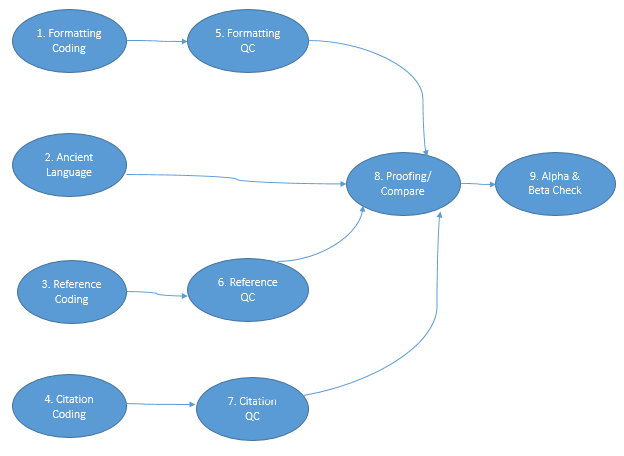 1. Formatting
Coding
5. Formatting
QC
2. Ancient
Language
8. Proofing/
Compare
9. Alpha &
Beta Check
3. Reference
Coding
6. Reference
QC
4. Citation
Coding
7. Citation
QC